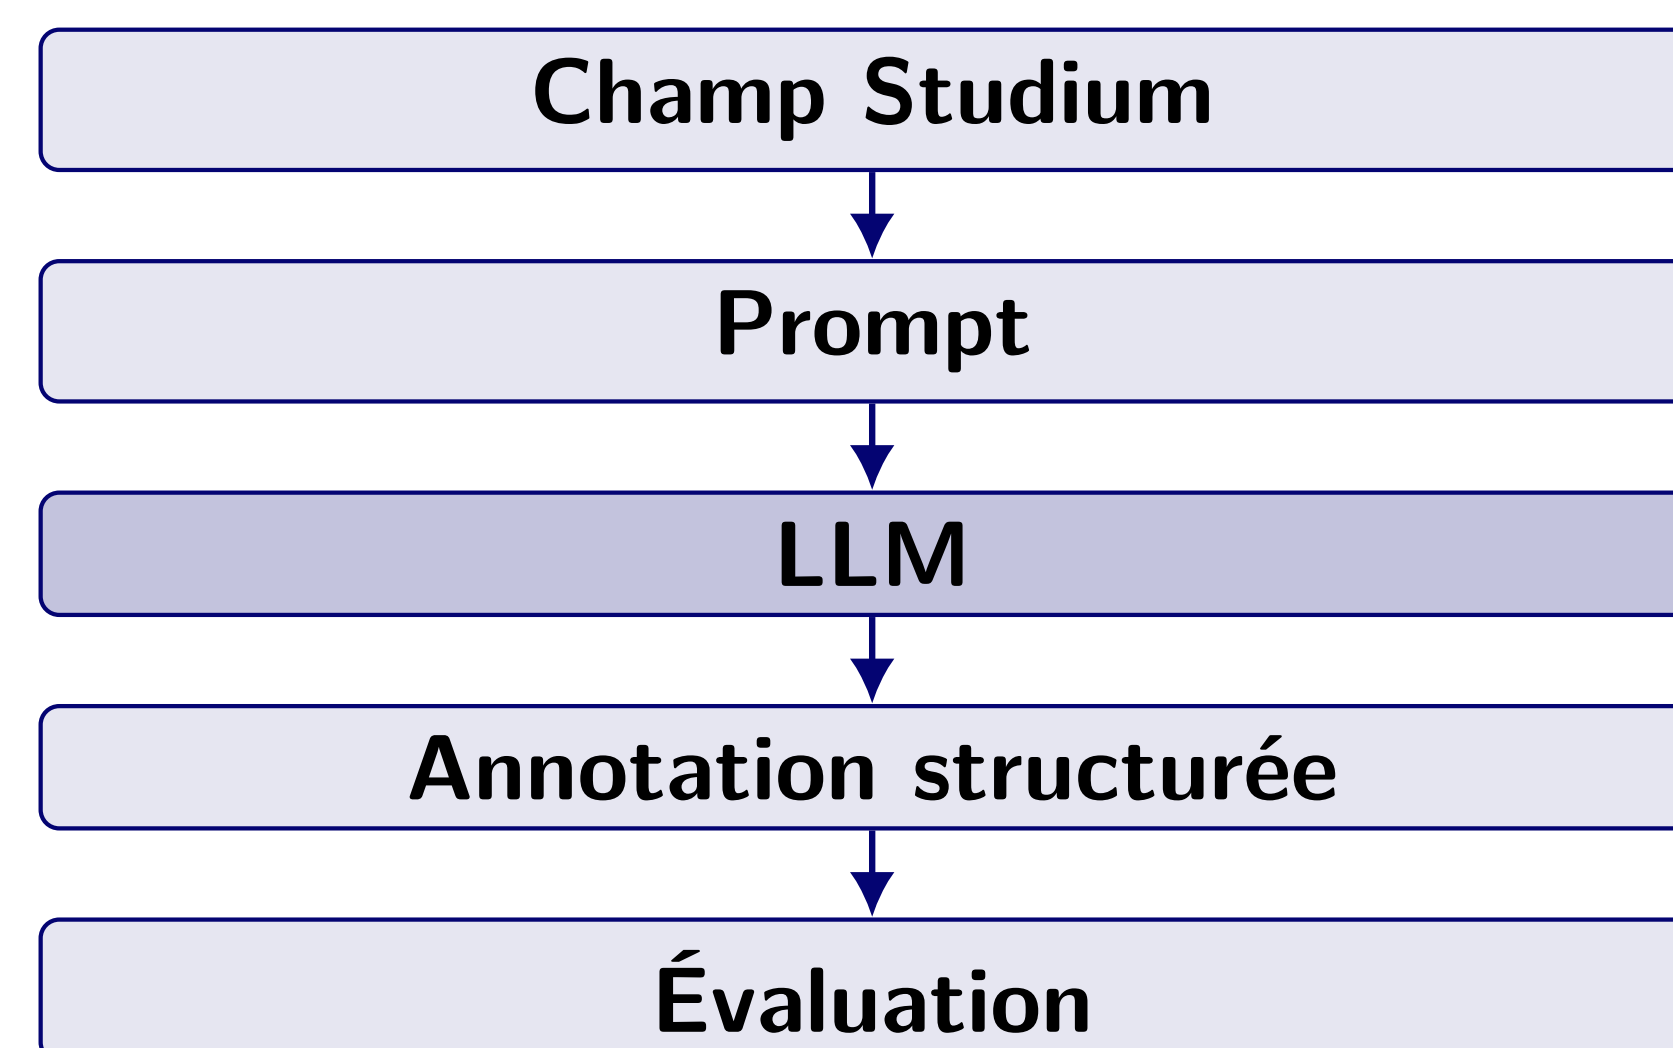 Champ Studium
Prompt
LLM
Annotation structurée
Évaluation